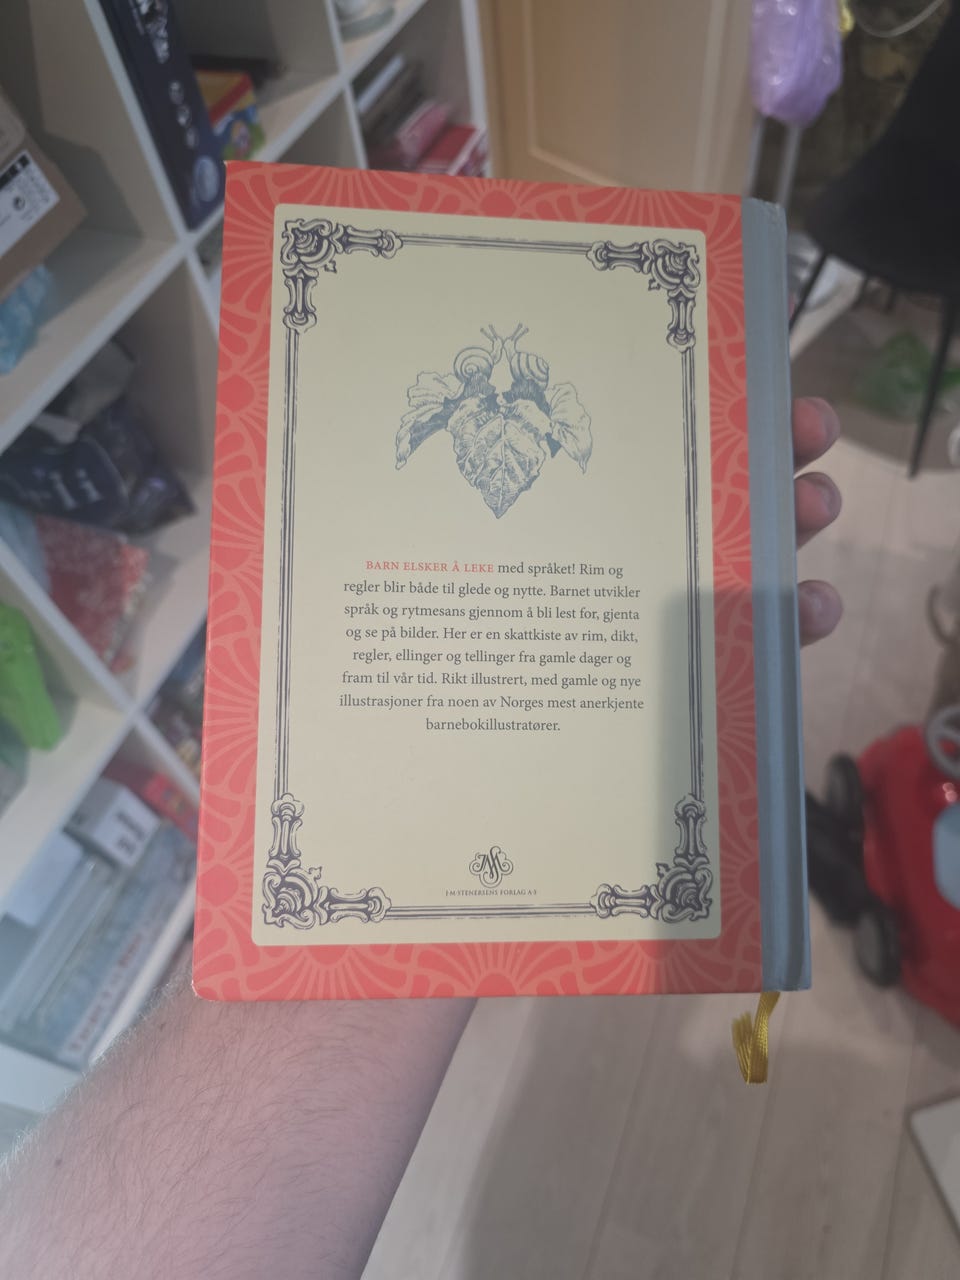 BARN ELSKER Å LEKE med språket! Rim og
regler blir både til glede og nytte. Barnet utvikler
språk og rytmesans gjennom å bli lest for, gjenta
og se på bilder. Her er en skattkiste av rim, dikt,
regler, ellinger og tellinger fra gamle dager og
fram til vår tid. Rikt illustrert, med gamle og nye
illustrasjoner fra noen av Norges mest anerkjente
barnebokillustratører.
J·M·STENERSENS FORLAG A·S